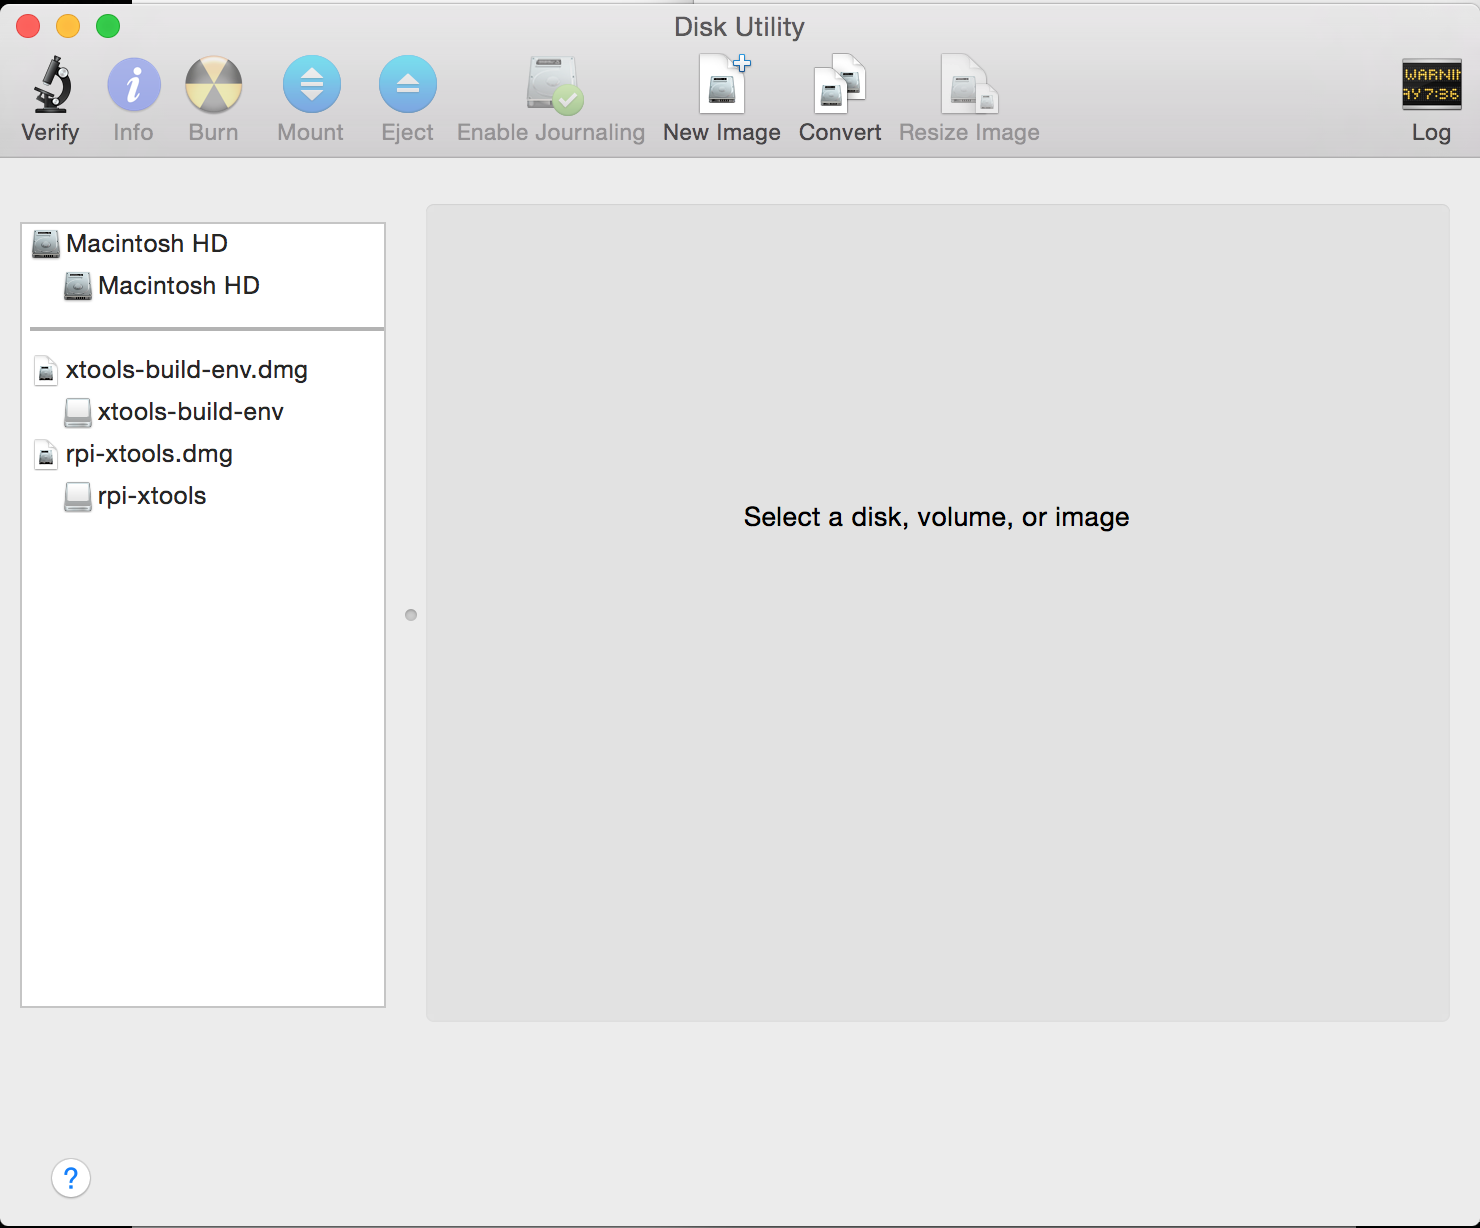 Disk Utility
Verify
Info
Burn
Mount
Eject
Enable Journaling
New Image
Convert
Resize Image
WARNIN
AY 7:36
Log
Macintosh HD
Macintosh HD
xtools-build-env.dmg
xtools-build-env
rpi-xtools.dmg
rpi-xtools
Select a disk, volume, or image
?